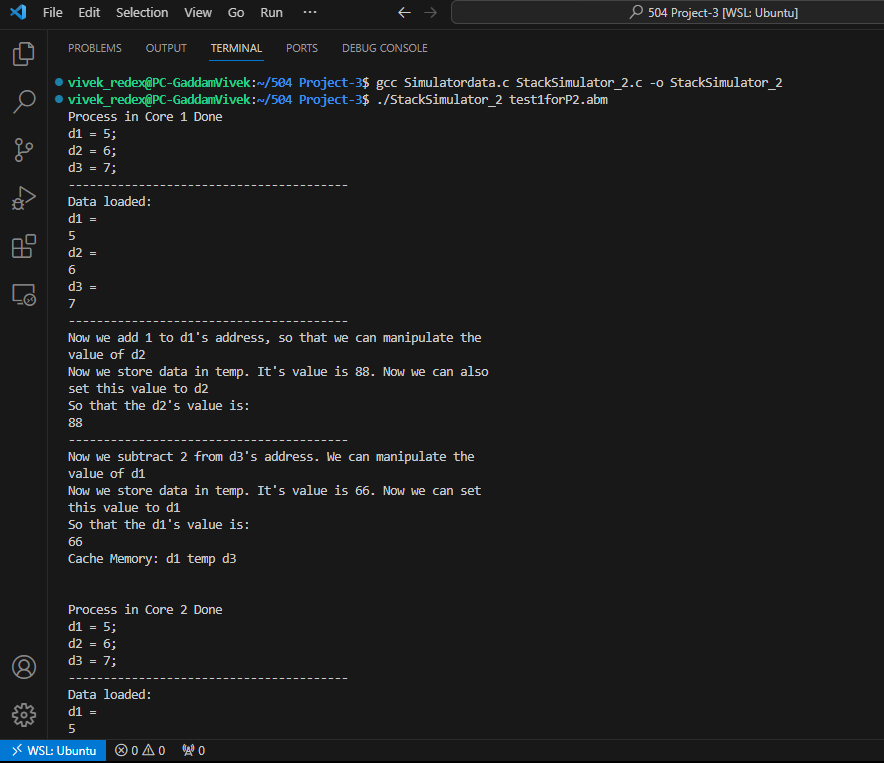 File Edit Selection View Go Run ··· ← → 504 Project-3 [WSL: Ubuntu]
PROBLEMS OUTPUT TERMINAL PORTS DEBUG CONSOLE
vivek_redex@PC-GaddamVivek:~/504 Project-3$ gcc Simulatordata.c StackSimulator_2.c -o StackSimulator_2
vivek_redex@PC-GaddamVivek:~/504 Project-3$ ./StackSimulator_2 test1forP2.abm
Process in Core 1 Done
d1 = 5;
d2 = 6;
d3 = 7;
----------------------------------------
Data loaded:
d1 =
5
d2 =
6
d3 =
7
----------------------------------------
Now we add 1 to d1's address, so that we can manipulate the
value of d2
Now we store data in temp. It's value is 88. Now we can also
set this value to d2
So that the d2's value is:
88
----------------------------------------
Now we subtract 2 from d3's address. We can manipulate the
value of d1
Now we store data in temp. It's value is 66. Now we can set
this value to d1
So that the d1's value is:
66
Cache Memory: d1 temp d3
Process in Core 2 Done
d1 = 5;
d2 = 6;
d3 = 7;
----------------------------------------
Data loaded:
d1 =
5
WSL: Ubuntu 0 0 0